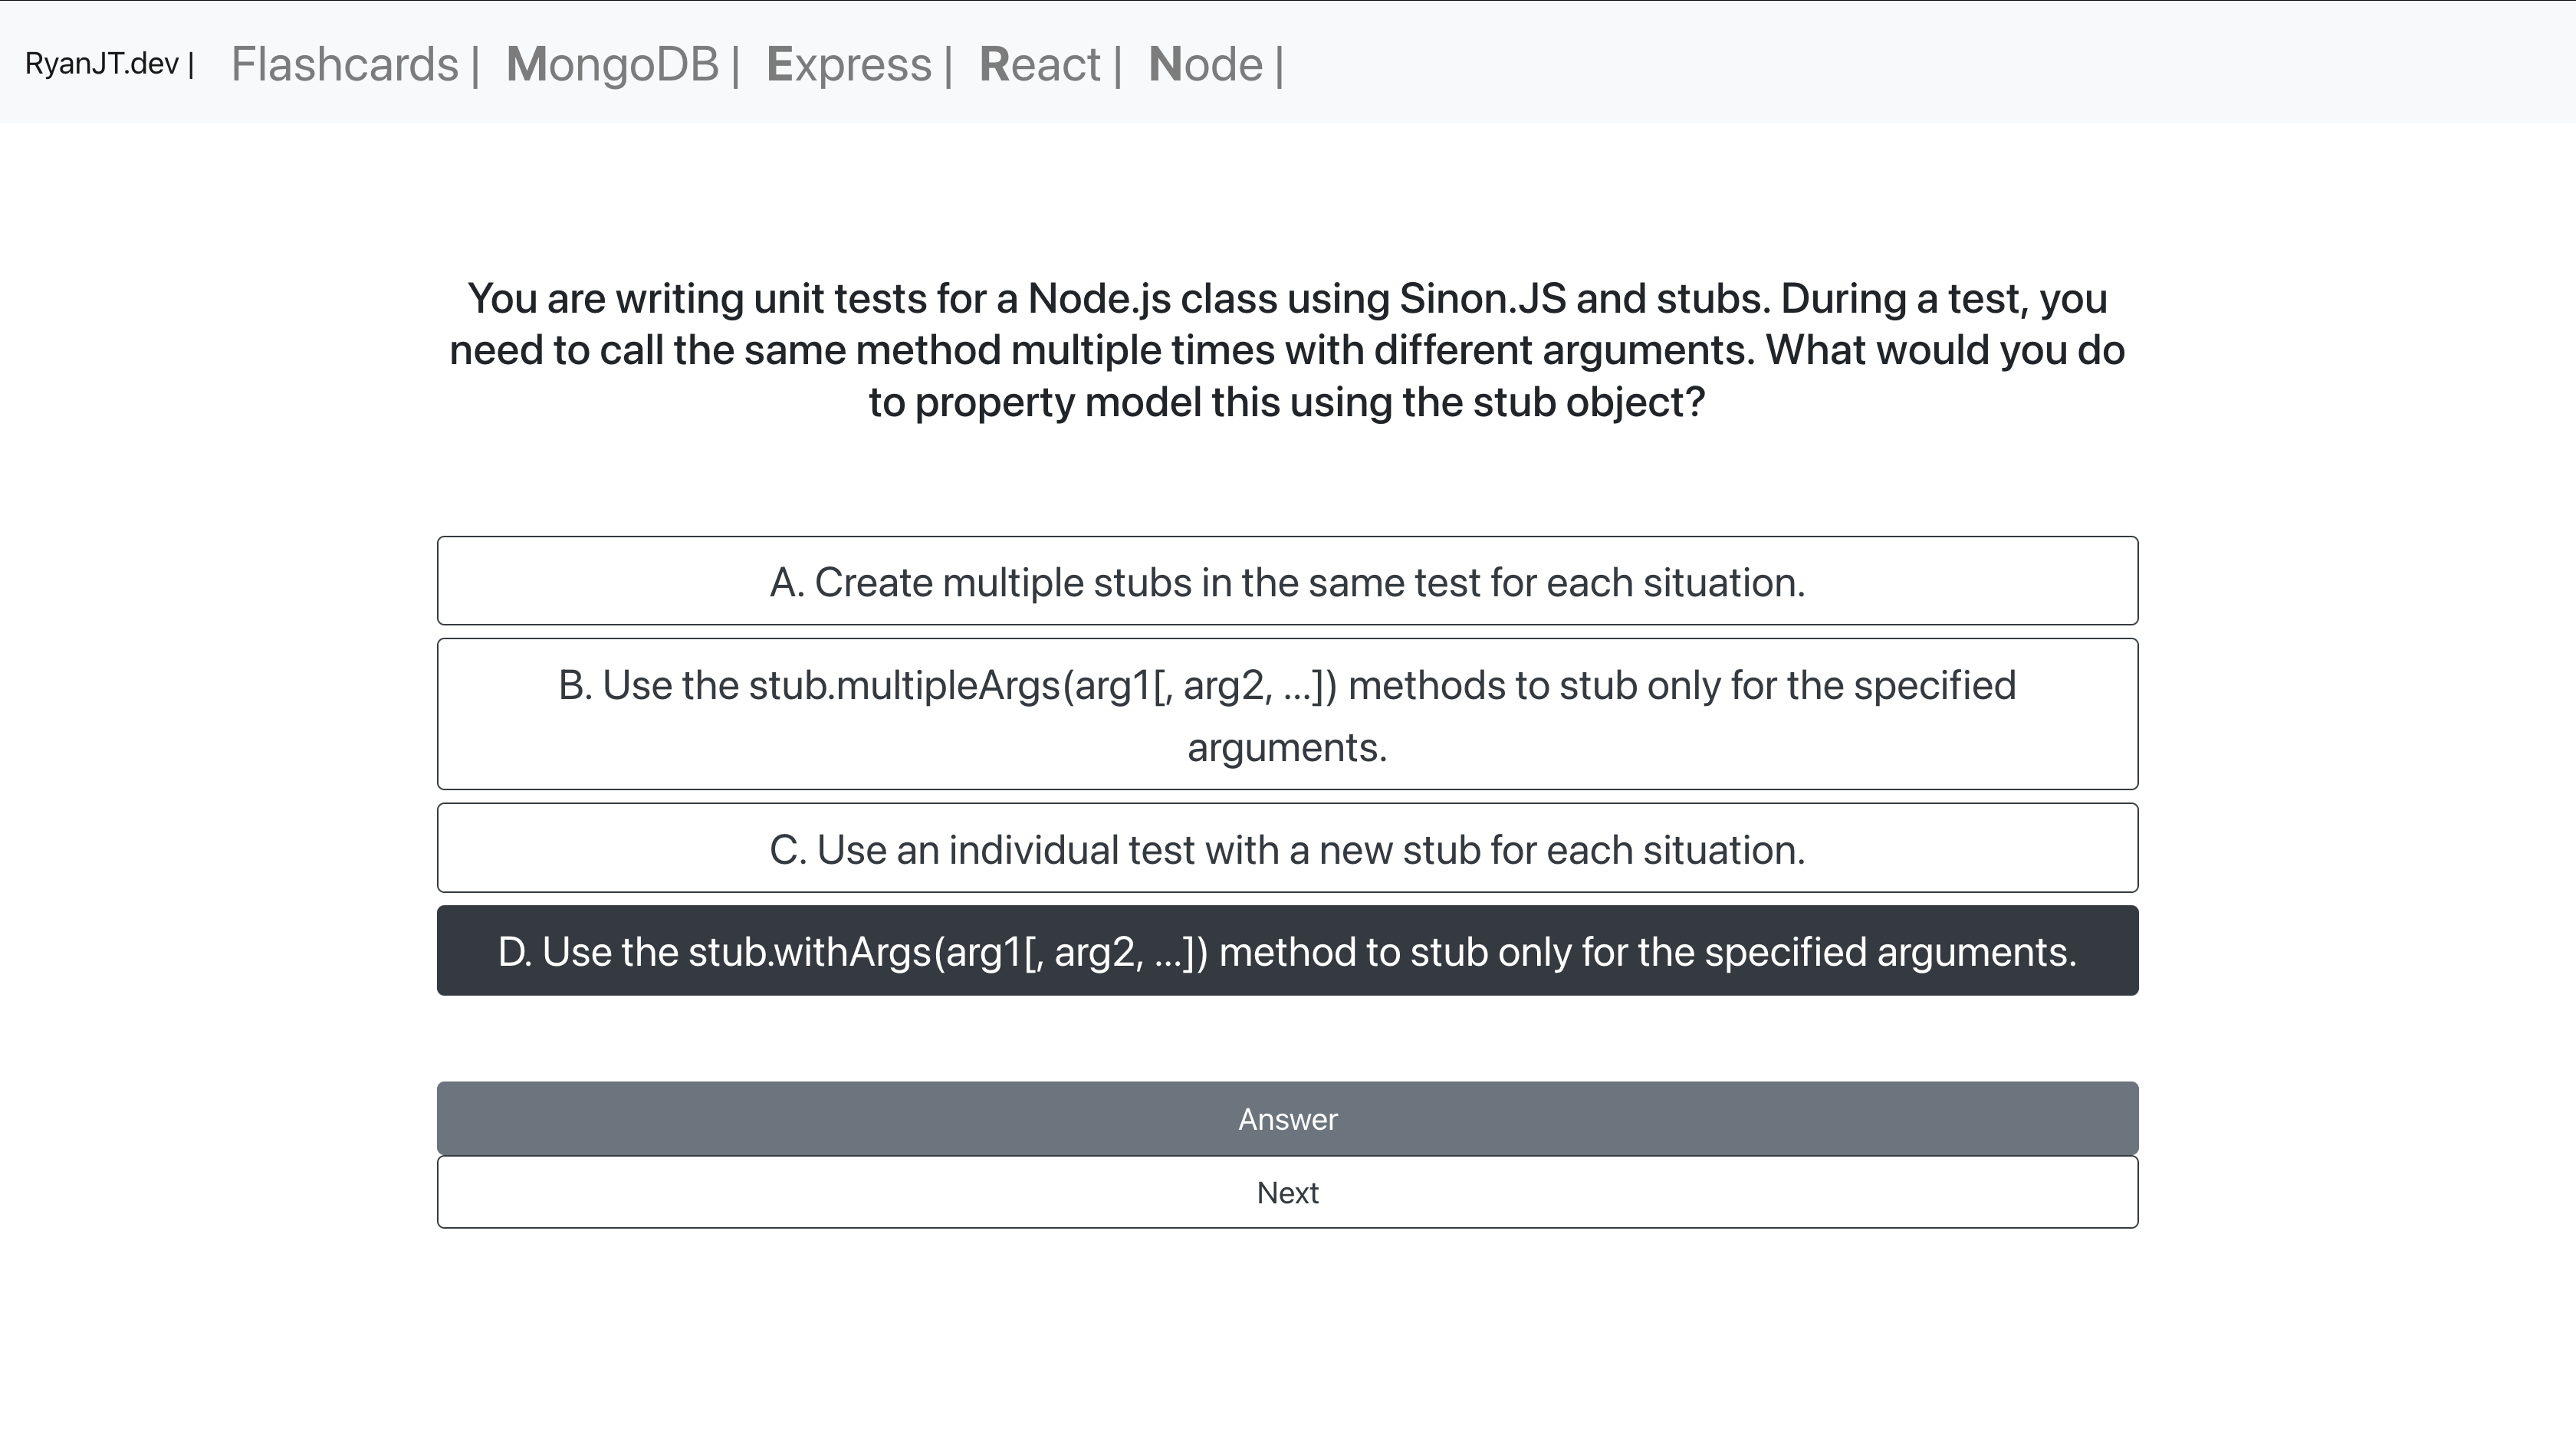 RyanJT.dev | Flashcards | MongoDB | Express | React | Node |
You are writing unit tests for a Node.js class using Sinon.JS and stubs. During a test, you
need to call the same method multiple times with different arguments. What would you do
to property model this using the stub object?
A. Create multiple stubs in the same test for each situation.
B. Use the stub.multipleArgs(arg1[, arg2, ...]) methods to stub only for the specified
arguments.
C. Use an individual test with a new stub for each situation.
D. Use the stub.withArgs(arg1[, arg2, ...]) method to stub only for the specified arguments.
Answer
Next